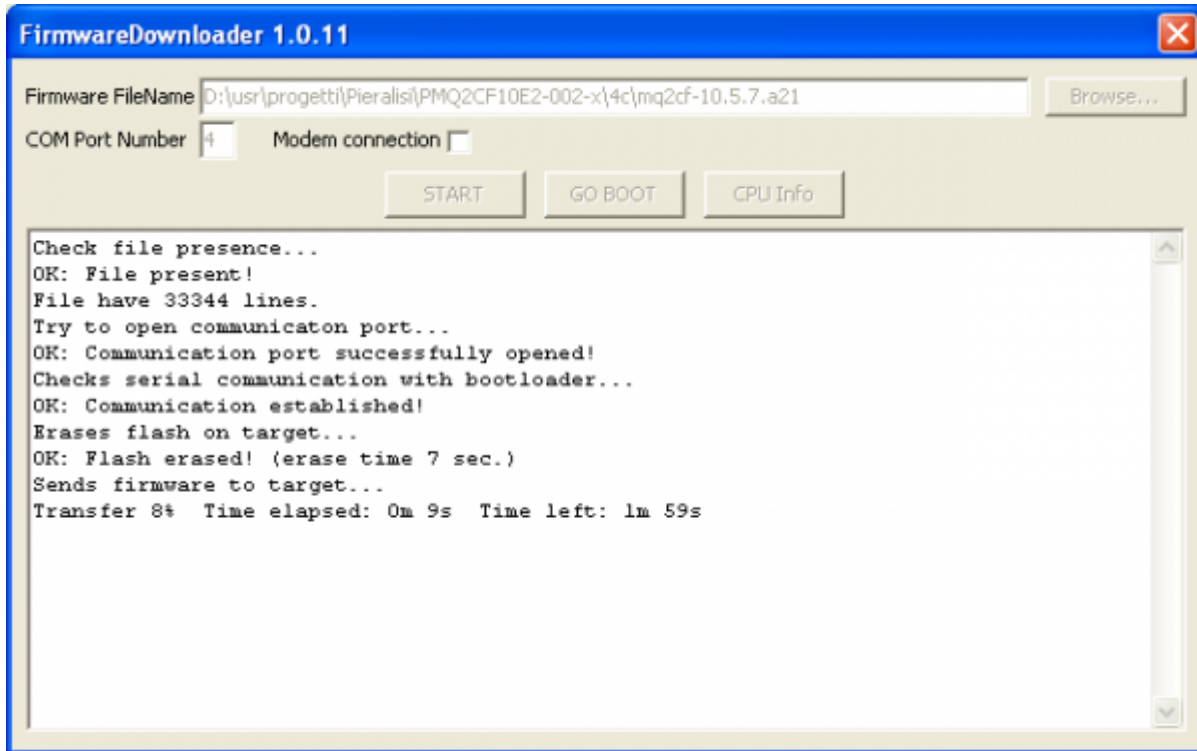 FirmwareDownloader 1.0.11
Firmware FileName D:\usr\progetti\Pieralisi\PMQ2CF10E2-002-x\4c\mq2cf-10.5.7.a21 Browse...
COM Port Number 4 Modem connection
START GO BOOT CPU Info
Check file presence...
OK: File present!
File have 33344 lines.
Try to open communicaton port...
OK: Communication port successfully opened!
Checks serial communication with bootloader...
OK: Communication established!
Erases flash on target...
OK: Flash erased! (erase time 7 sec.)
Sends firmware to target...
Transfer 8% Time elapsed: 0m 9s Time left: 1m 59s